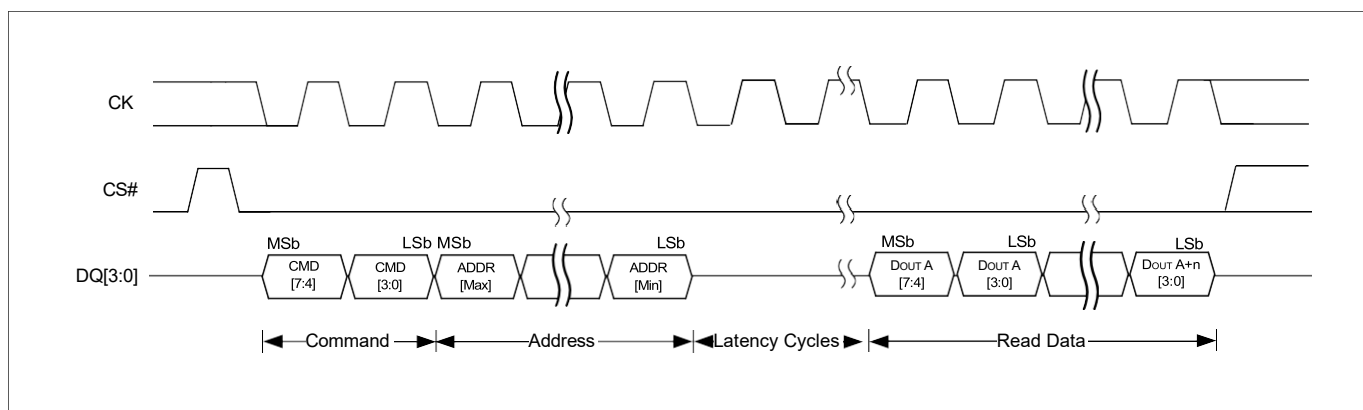 CK
CS#
MSb LSb MSb LSb MSb LSb LSb
DQ[3:0]
CMD [7:4]
CMD [3:0]
ADDR [Max]
ADDR [Min]
DOUT A [7:4]
DOUT A [3:0]
DOUT A+n [3:0]
Command Address Latency Cycles Read Data